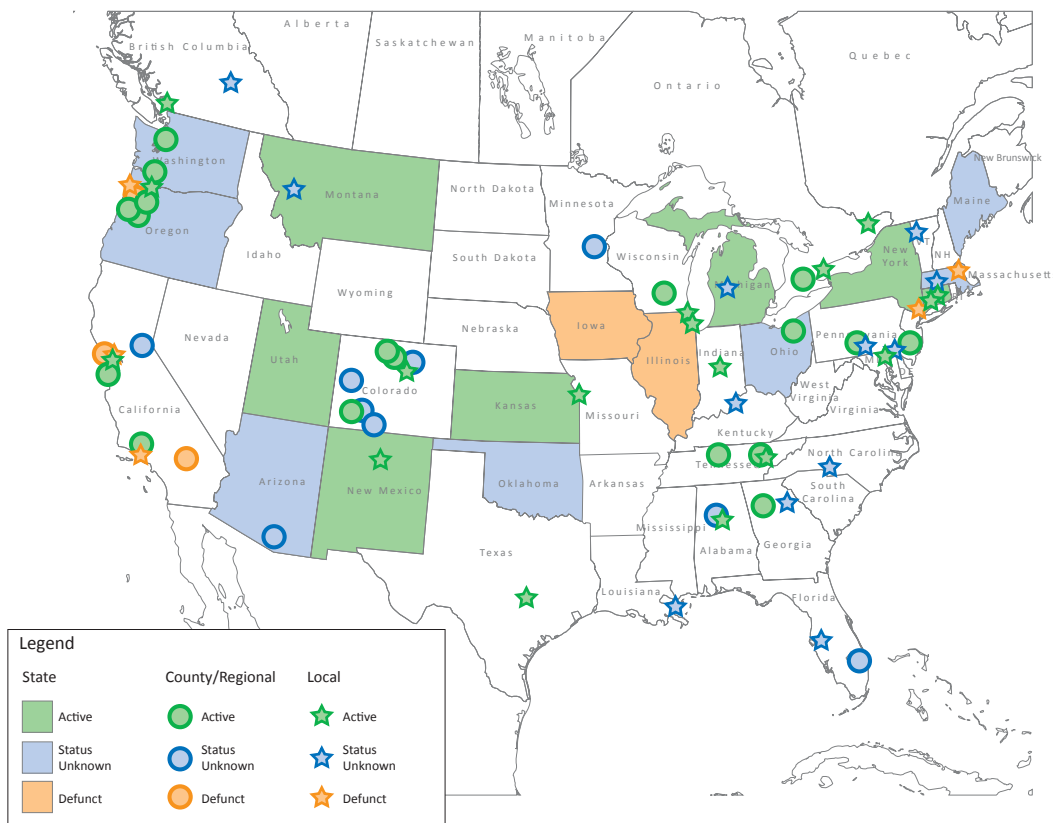 Alberta
British Columbia
Saskatchewan
Manitoba
Quebec
Ontario
New Brunswick
Washington
Montana
North Dakota
Minnesota
Maine
Oregon
Idaho
South Dakota
Wisconsin
Michigan
New
York
NH
Massachusett
Wyoming
Nevada
Nebraska
Iowa
Illinois
Indiana
Ohio
Pennsylvania
Utah
Colorado
California
Kansas
Missouri
West
Virginia
Virginia
Kentucky
Arizona
New Mexico
Oklahoma
Arkansas
Tennessee
North Carolina
South
Carolina
Mississippi
Alabama
Georgia
Texas
Louisiana
Florida
Legend
State
County/Regional
Local
Active
Active
Active
Status
Unknown
Status
Unknown
Status
Unknown
Defunct
Defunct
Defunct